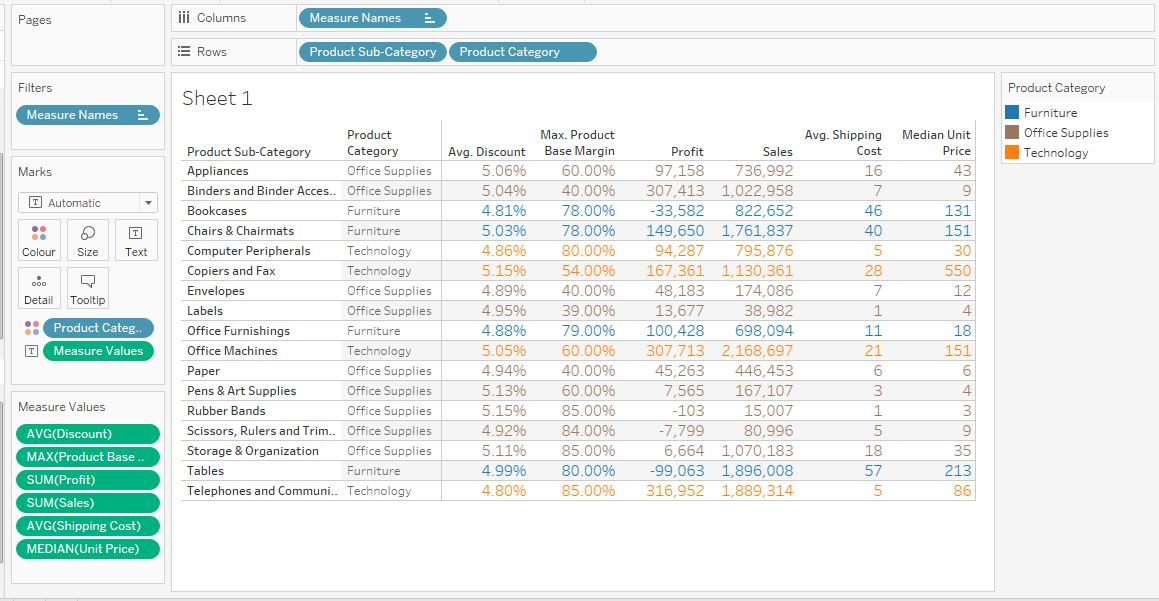 Pages
Columns
Measure Names
Rows
Product Sub-Category
Product Category
Filters
Measure Names
Marks
Automatic
Colour
Size
Text
Detail
Tooltip
Product Categ..
Measure Values
Measure Values
AVG(Discount)
MAX(Product Base ..
SUM(Profit)
SUM(Sales)
AVG(Shipping Cost)
MEDIAN(Unit Price)
Sheet 1
Product Sub-Category Product Category Avg. Discount Max. Product Base Margin Profit Sales Avg. Shipping Cost Median Unit Price
Appliances Office Supplies 5.06% 60.00% 97,158 736,992 16 43
Binders and Binder Acces.. Office Supplies 5.04% 40.00% 307,413 1,022,958 7 9
Bookcases Furniture 4.81% 78.00% -33,582 822,652 46 131
Chairs & Chairmats Furniture 5.03% 78.00% 149,650 1,761,837 40 151
Computer Peripherals Technology 4.86% 80.00% 94,287 795,876 5 30
Copiers and Fax Technology 5.15% 54.00% 167,361 1,130,361 28 550
Envelopes Office Supplies 4.89% 40.00% 48,183 174,086 7 12
Labels Office Supplies 4.95% 39.00% 13,677 38,982 1 4
Office Furnishings Furniture 4.88% 79.00% 100,428 698,094 11 18
Office Machines Technology 5.05% 60.00% 307,713 2,168,697 21 151
Paper Office Supplies 4.94% 40.00% 45,263 446,453 6 6
Pens & Art Supplies Office Supplies 5.13% 60.00% 7,565 167,107 3 4
Rubber Bands Office Supplies 5.15% 85.00% -103 15,007 1 3
Scissors, Rulers and Trim.. Office Supplies 4.92% 84.00% -7,799 80,996 5 9
Storage & Organization Office Supplies 5.11% 85.00% 6,664 1,070,183 18 35
Tables Furniture 4.99% 80.00% -99,063 1,896,008 57 213
Telephones and Communi.. Technology 4.80% 85.00% 316,952 1,889,314 5 86
Product Category
Furniture
Office Supplies
Technology